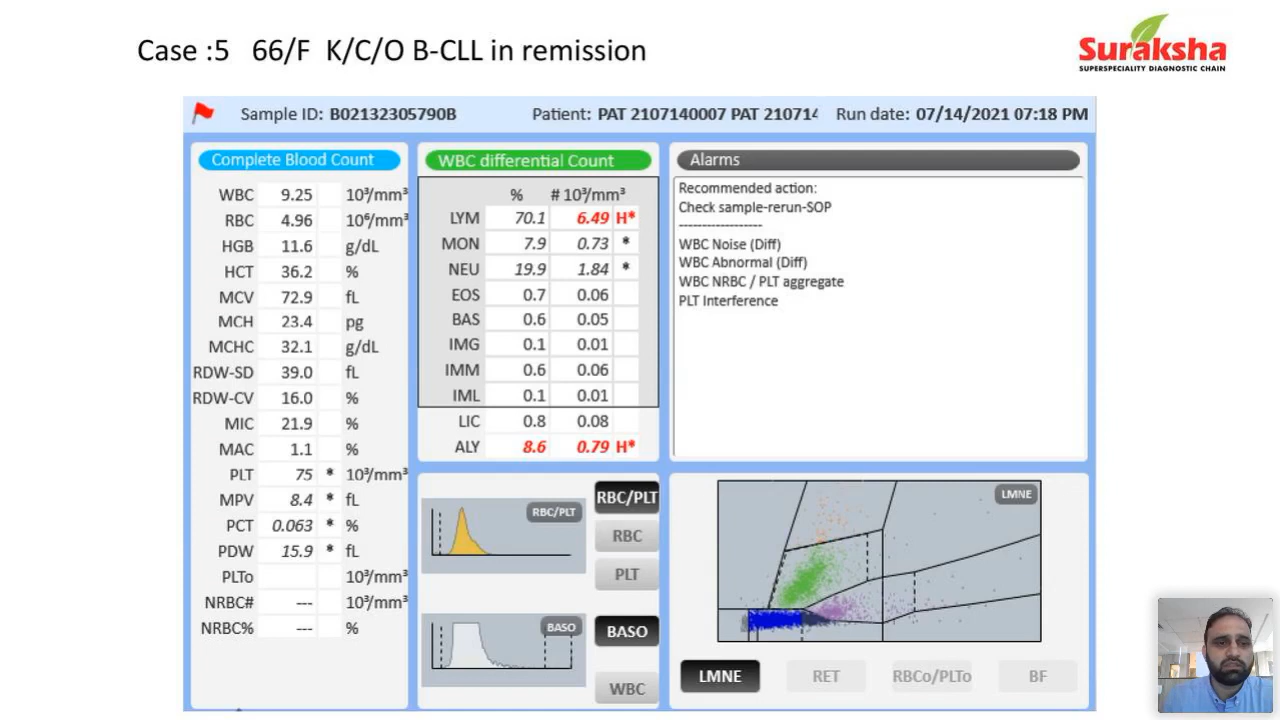 Case :5 66/F K/C/O B-CLL in remission
Suraksha
SUPERSPECIALITY DIAGNOSTIC CHAIN
Sample ID: B02132305790B Patient: PAT 2107140007 PAT 21071 Run date: 07/14/2021 07:18 PM
Complete Blood Count
WBC 9.25 10³/mm³
RBC 4.96 10⁶/mm³
HGB 11.6 g/dL
HCT 36.2 %
MCV 72.9 fL
MCH 23.4 pg
MCHC 32.1 g/dL
RDW-SD 39.0 fL
RDW-CV 16.0 %
MIC 21.9 %
MAC 1.1 %
PLT 75 * 10³/mm³
MPV 8.4 * fL
PCT 0.063 * %
PDW 15.9 * fL
PLTo 10³/mm³
NRBC# --- 10³/mm³
NRBC% --- %
WBC differential Count
% # 10³/mm³
LYM 70.1 6.49 H*
MON 7.9 0.73 *
NEU 19.9 1.84 *
EOS 0.7 0.06
BAS 0.6 0.05
IMG 0.1 0.01
IMM 0.6 0.06
IML 0.1 0.01
LIC 0.8 0.08
ALY 8.6 0.79 H*
Alarms
Recommended action:
Check sample-rerun-SOP
------------------
WBC Noise (Diff)
WBC Abnormal (Diff)
WBC NRBC / PLT aggregate
PLT Interference
RBC/PLT
RBC/PLT
RBC
PLT
BASO
BASO
WBC
LMNE
LMNE RET RBCo/PLTo BF